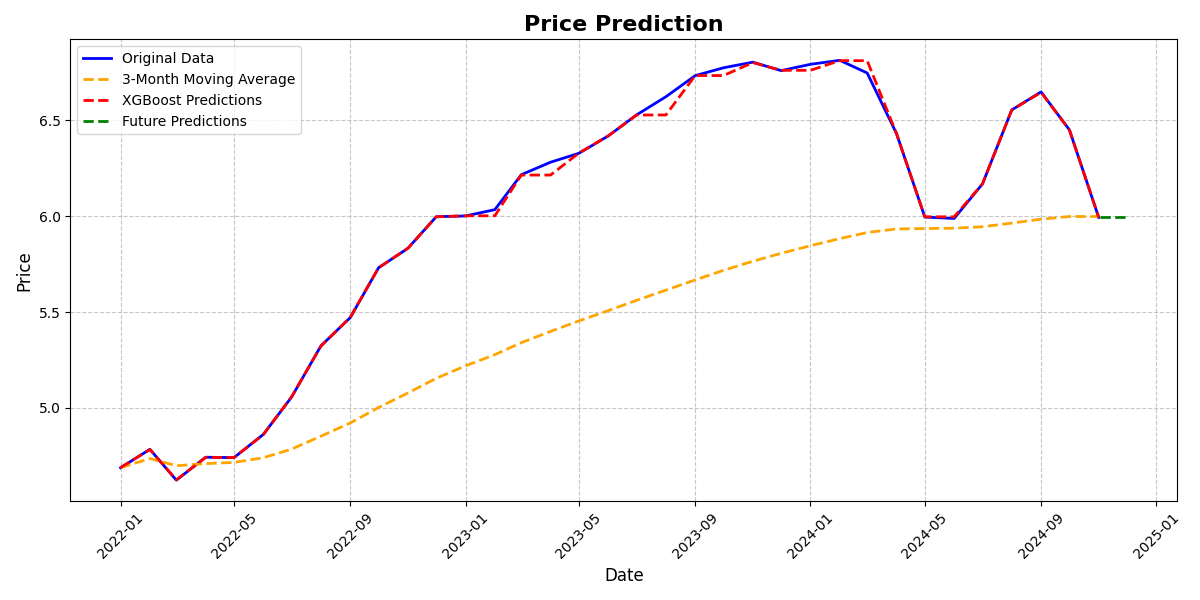 Price Prediction
Original Data
3-Month Moving Average
XGBoost Predictions
Future Predictions
Price
6.5
6.0
5.5
5.0
2022-01
2022-05
2022-09
2023-01
2023-05
2023-09
2024-01
2024-05
2024-09
2025-01
Date